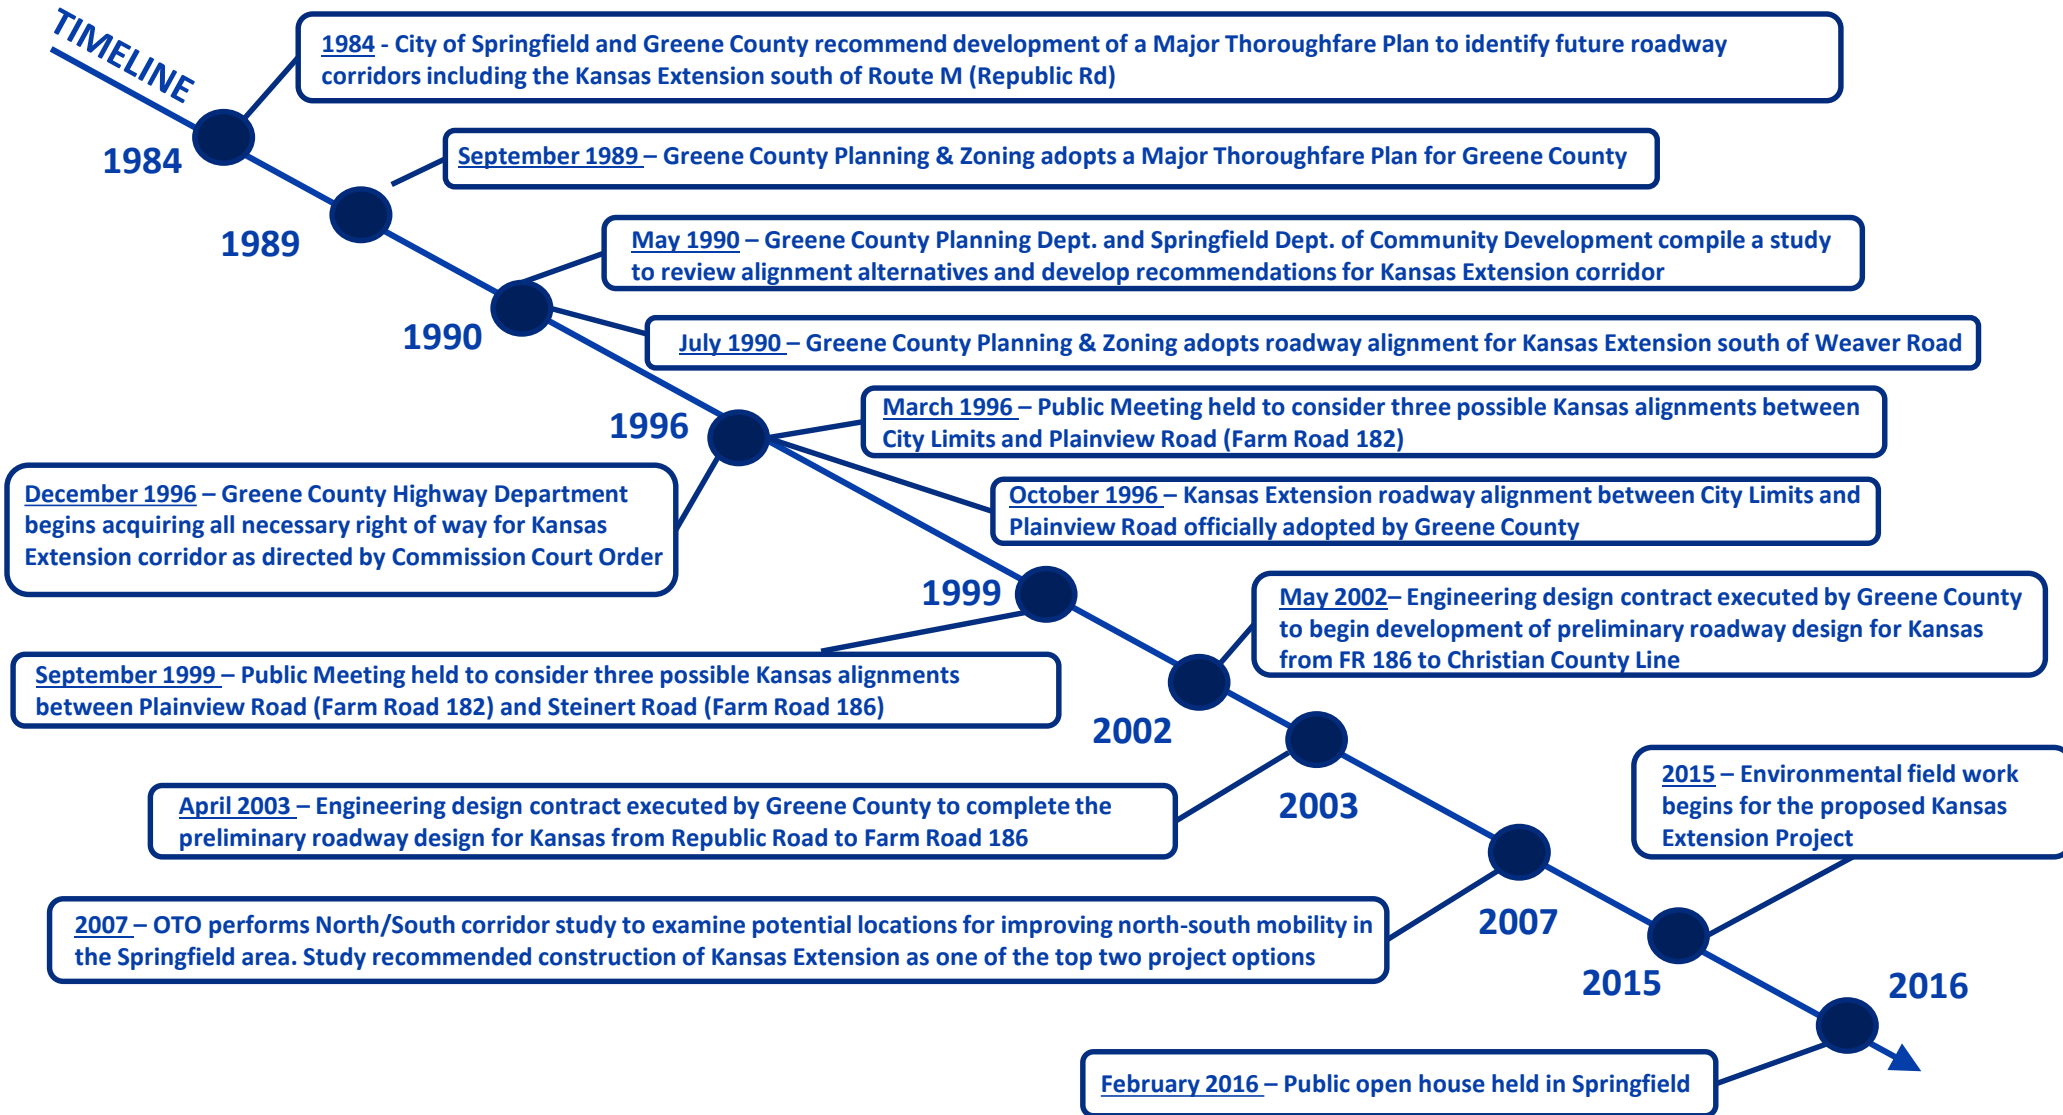 TIMELINE
1984 - City of Springfield and Greene County recommend development of a Major Thoroughfare Plan to identify future roadway
corridors including the Kansas Extension south of Route M (Republic Rd)
1984
September 1989 – Greene County Planning & Zoning adopts a Major Thoroughfare Plan for Greene County
1989
May 1990 – Greene County Planning Dept. and Springfield Dept. of Community Development compile a study
to review alignment alternatives and develop recommendations for Kansas Extension corridor
1990
July 1990 – Greene County Planning & Zoning adopts roadway alignment for Kansas Extension south of Weaver Road
1996
March 1996 – Public Meeting held to consider three possible Kansas alignments between
City Limits and Plainview Road (Farm Road 182)
October 1996 – Kansas Extension roadway alignment between City Limits and
Plainview Road officially adopted by Greene County
December 1996 – Greene County Highway Department
begins acquiring all necessary right of way for Kansas
Extension corridor as directed by Commission Court Order
1999
September 1999 – Public Meeting held to consider three possible Kansas alignments
between Plainview Road (Farm Road 182) and Steinert Road (Farm Road 186)
May 2002– Engineering design contract executed by Greene County
to begin development of preliminary roadway design for Kansas
from FR 186 to Christian County Line
2002
April 2003 – Engineering design contract executed by Greene County to complete the
preliminary roadway design for Kansas from Republic Road to Farm Road 186
2003
2007 – OTO performs North/South corridor study to examine potential locations for improving north-south mobility in
the Springfield area. Study recommended construction of Kansas Extension as one of the top two project options
2007
2015 – Environmental field work
begins for the proposed Kansas
Extension Project
2015
2016
February 2016 – Public open house held in Springfield